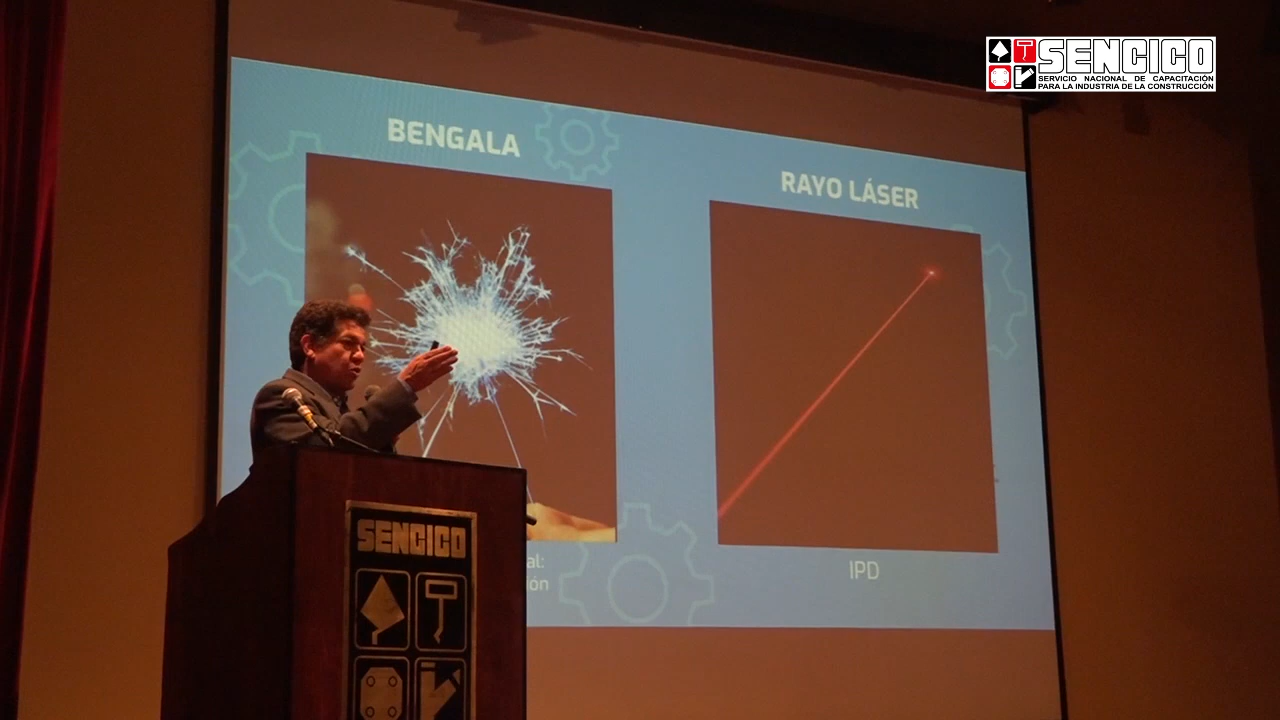 SENCICO
SERVICIO NACIONAL DE CAPACITACIÓN
PARA LA INDUSTRIA DE LA CONSTRUCCIÓN
BENGALA
RAYO LÁSER
IPD
SENCICO